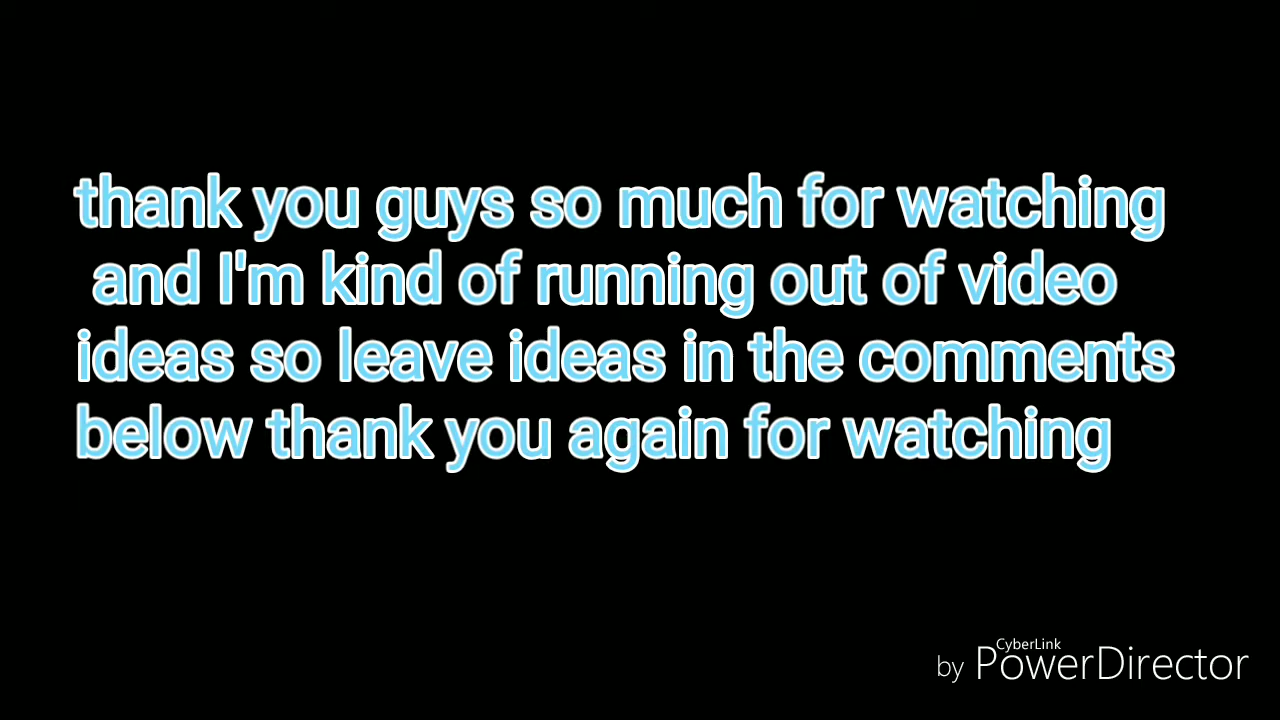 thank you guys so much for watching
and I'm kind of running out of video
ideas so leave ideas in the comments
below thank you again for watching
CyberLink
by PowerDirector